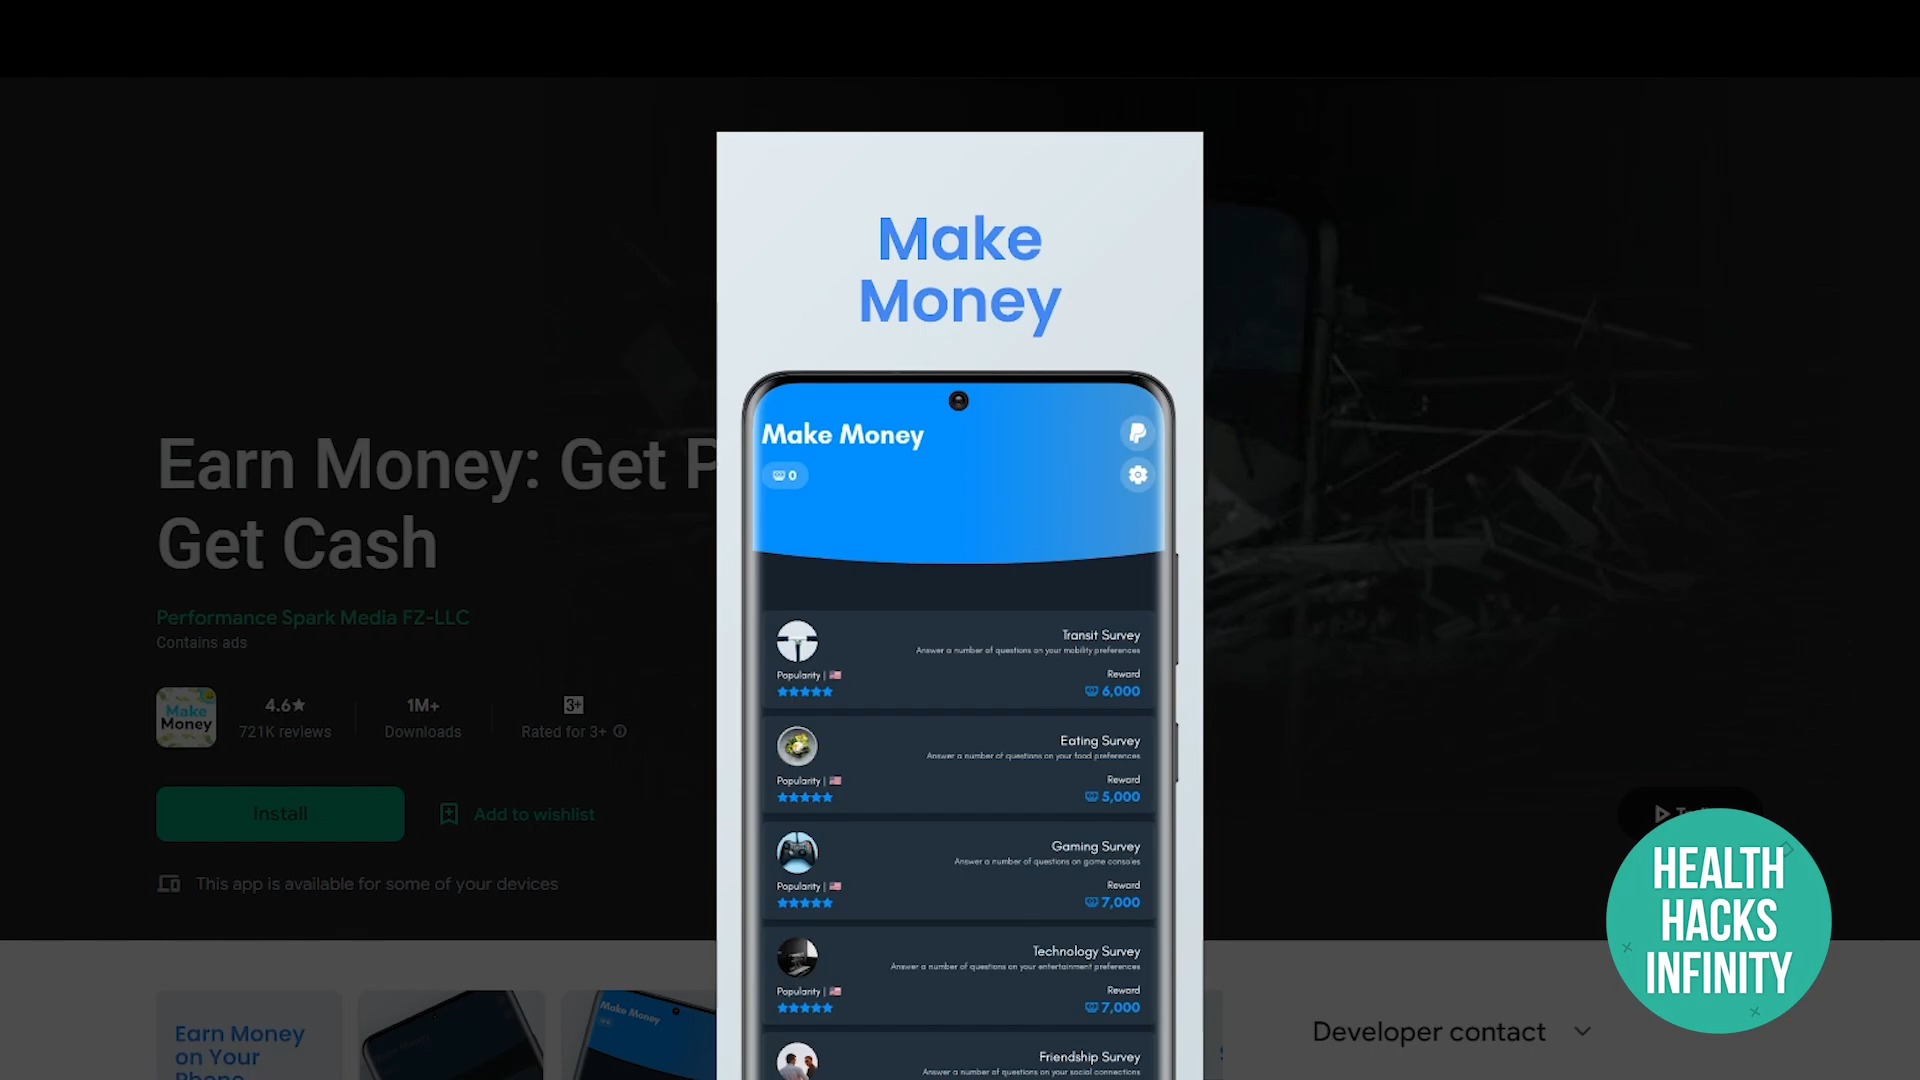 Make
Money
Make Money
0
Transit Survey
Answer a number of questions on your mobility preferences
Popularity |
Reward
6,000
Eating Survey
Answer a number of questions on your food preferences
Popularity |
Reward
5,000
Gaming Survey
Answer a number of questions on game consoles
Popularity |
Reward
7,000
Technology Survey
Answer a number of questions on your entertainment preferences
Popularity |
Reward
7,000
Friendship Survey
Answer a number of questions on your social connections
Earn Money: Get P
Get Cash
Performance Spark Media FZ-LLC
Contains ads
Make
Money
4.6★
721K reviews
1M+
Downloads
3+
Rated for 3+
Install
Add to wishlist
This app is available for some of your devices
Earn Money
on Your
Phone
Make Money
Developer contact
HEALTH
HACKS
INFINITY